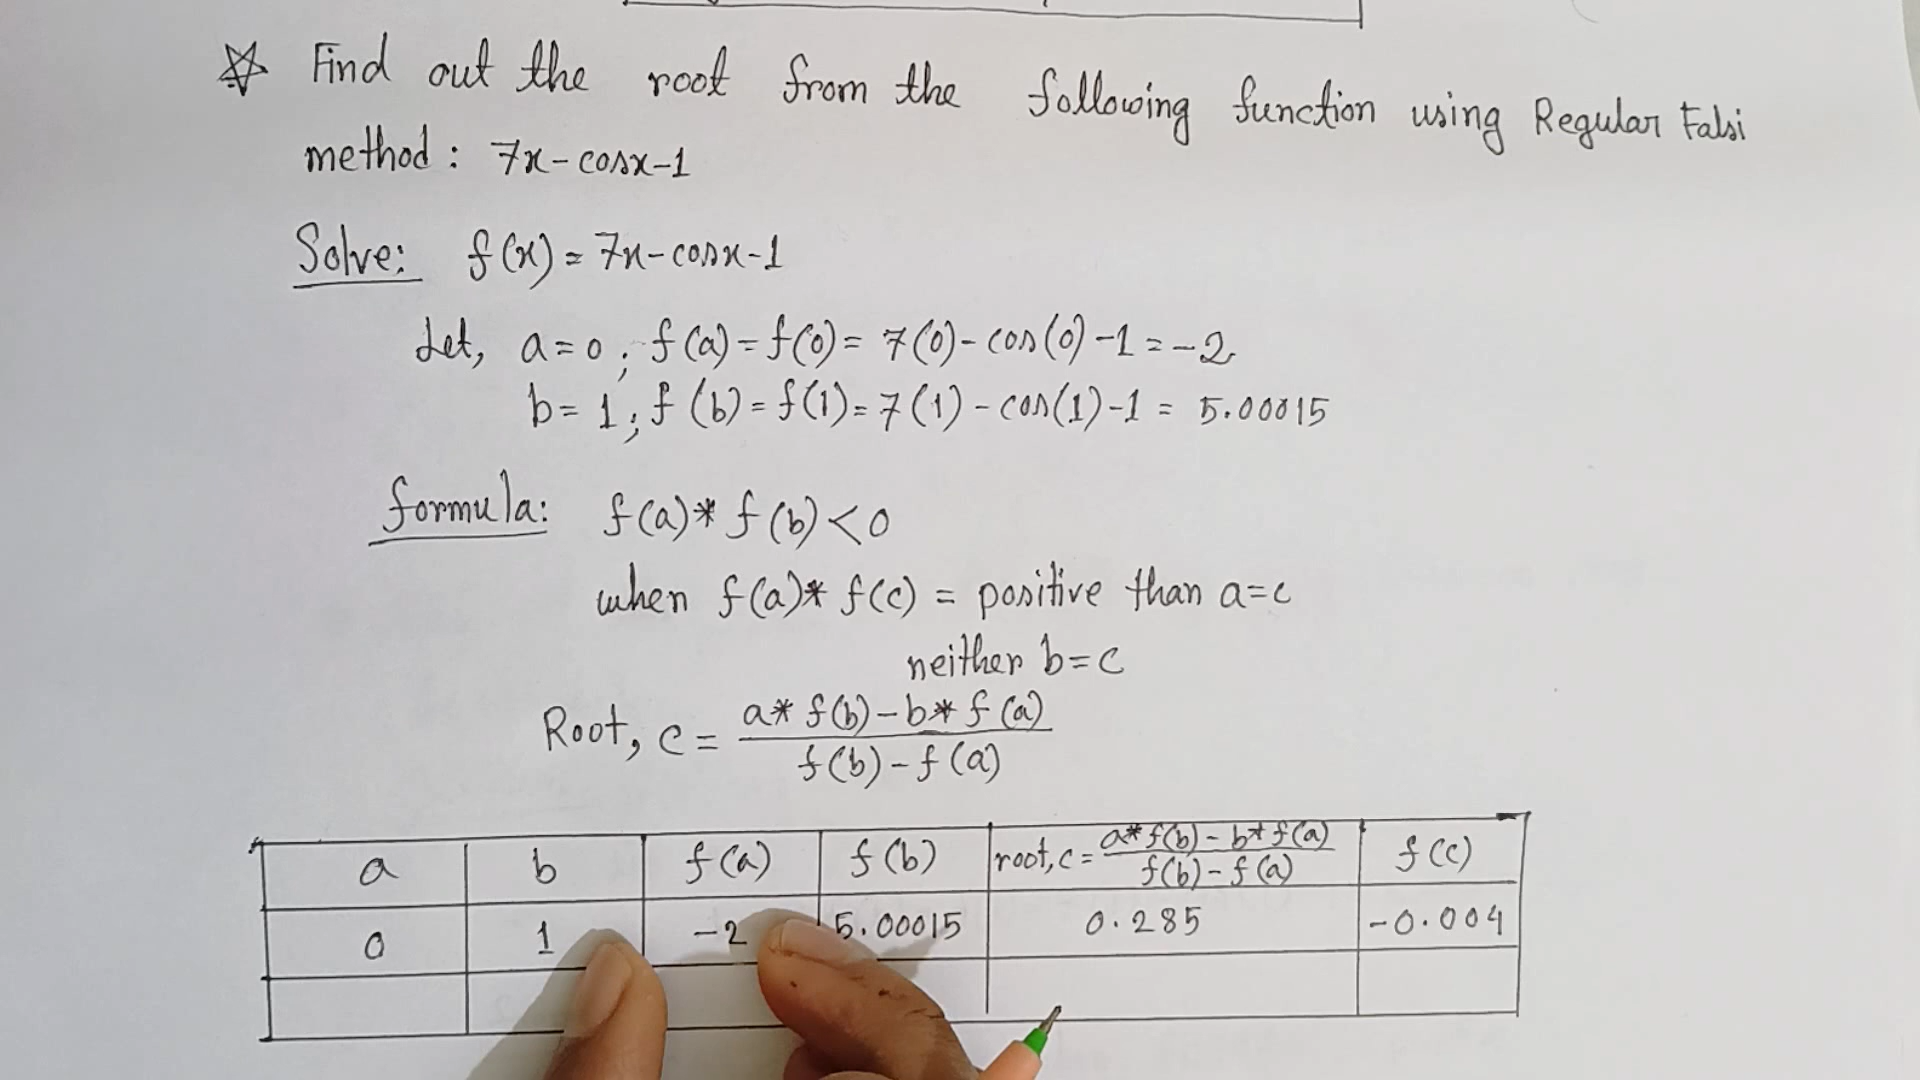 ☆ Find out the root from the following function using Regular Falsi
method: 7x-cosx-1
Solve: f(x) = 7x-cosx-1
Let, a=0; f(a) = f(0) = 7(0)-cos(0)-1 = -2
b=1; f(b) = f(1) = 7(1)-cos(1)-1 = 5.00015
formula: f(a)* f(b)<0
when f(a)* f(c) = positive than a=c
neither b=c
Root, c = a* f(b)-b* f(a) / f(b)-f(a)
a b f(a) f(b) root, c = a* f(b)-b* f(a) / f(b)-f(a) f(c)
0 1 -2 5.00015 0.285 -0.004